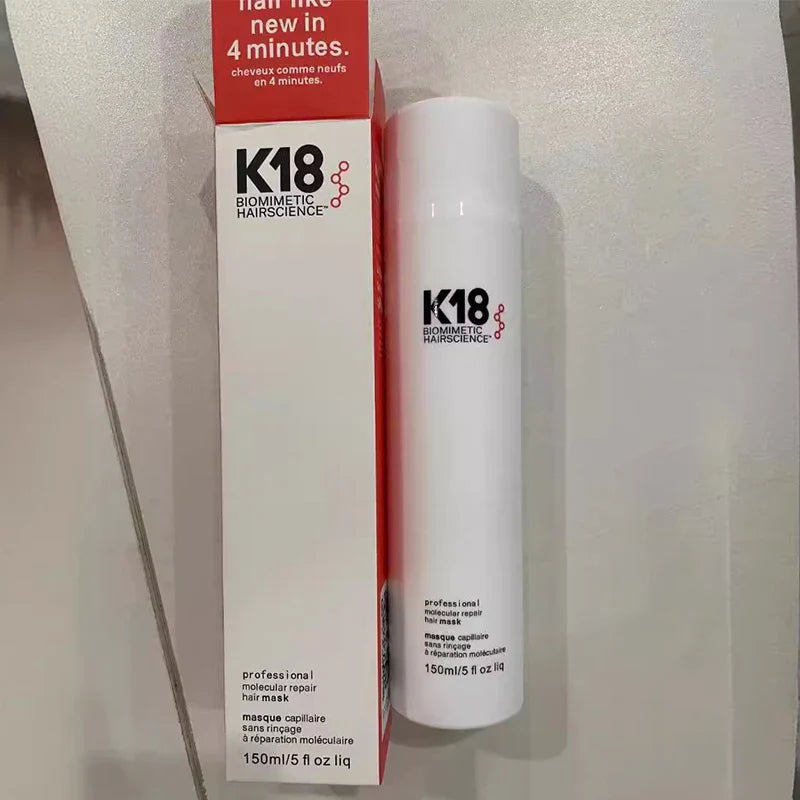 hair like
new in
4 minutes.
cheveux comme neufs
en 4 minutes.
K18
BIOMIMETIC
HAIRSCIENCE™
professional
molecular repair
hair mask
masque capillaire
sans rinçage
à réparation moléculaire
150ml/5 fl oz liq
K18
BIOMIMETIC
HAIRSCIENCE™
professional
molecular repair
hair mask
masque capillaire
sans rinçage
à réparation moléculaire
150ml/5 fl oz liq